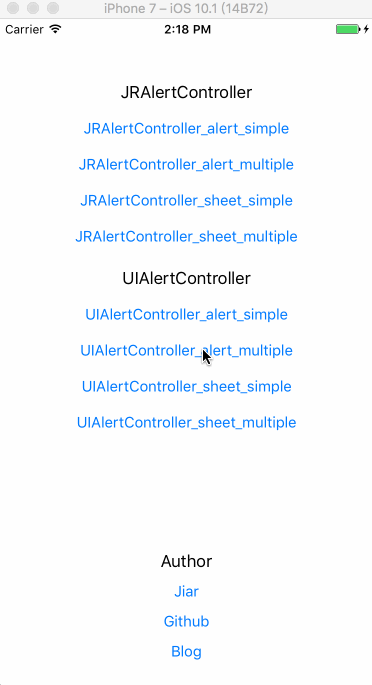 iPhone 7 – iOS 10.1 (14B72)
Carrier 2:18 PM
JRAlertController
JRAlertController_alert_simple
JRAlertController_alert_multiple
JRAlertController_sheet_simple
JRAlertController_sheet_multiple
UIAlertController
UIAlertController_alert_simple
UIAlertController_alert_multiple
UIAlertController_sheet_simple
UIAlertController_sheet_multiple
Author
Jiar
Github
Blog